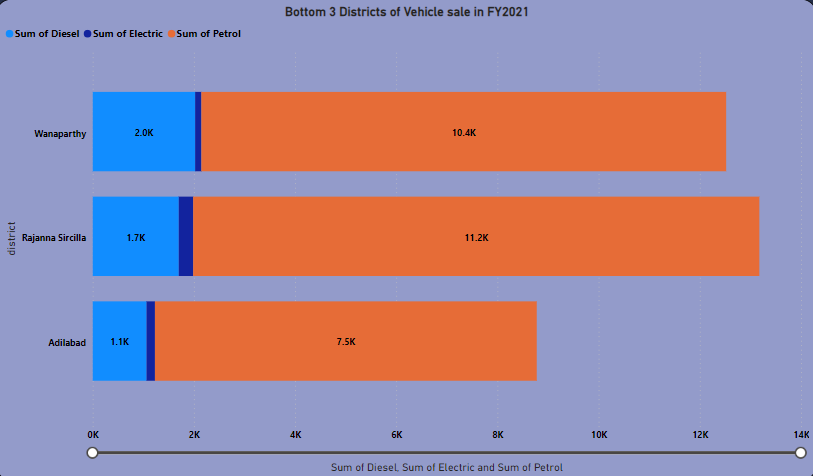 Bottom 3 Districts of Vehicle sale in FY2021
Sum of Diesel Sum of Electric Sum of Petrol
district
Wanaparthy 2.0K 10.4K
Rajanna Sircilla 1.7K 11.2K
Adilabad 1.1K 7.5K
0K 2K 4K 6K 8K 10K 12K 14K
Sum of Diesel, Sum of Electric and Sum of Petrol